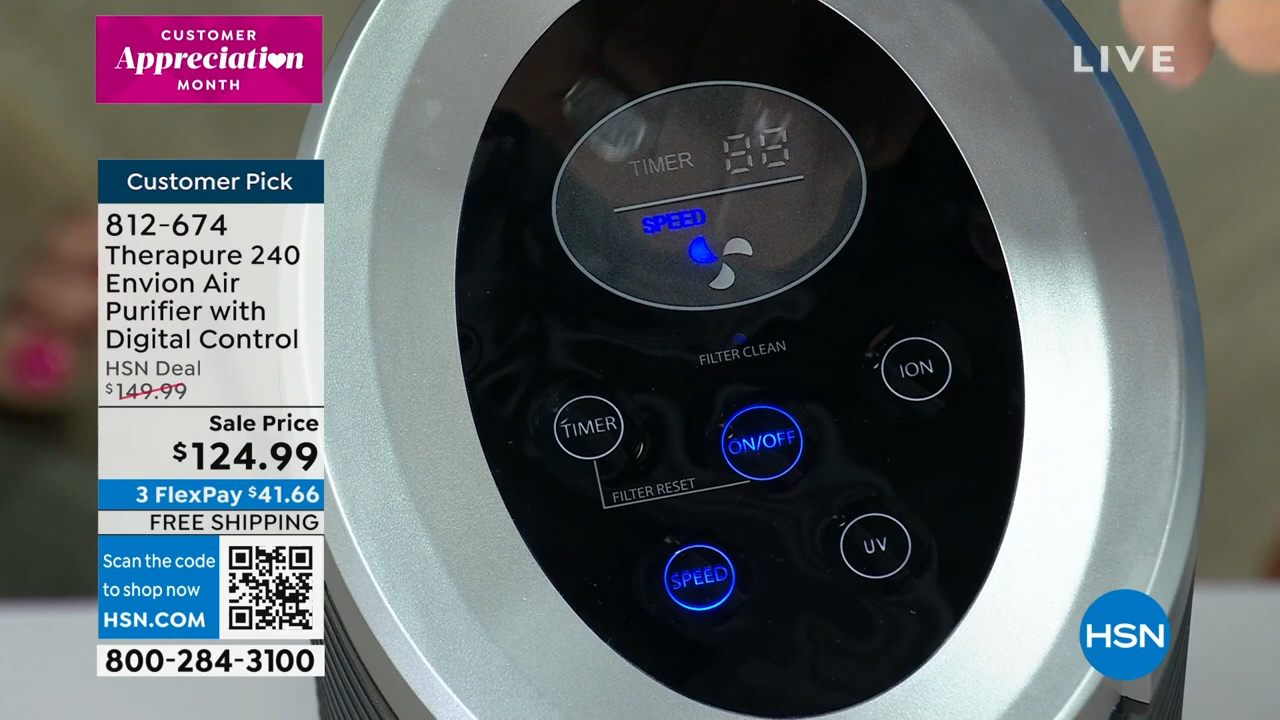 CUSTOMER
Appreciation
MONTH
LIVE
Customer Pick
812-674
Therapure 240
Envion Air
Purifier with
Digital Control
HSN Deal
$149.99
Sale Price
$124.99
3 FlexPay $41.66
FREE SHIPPING
Scan the code
to shop now
HSN.COM
800-284-3100
TIMER 88
SPEED
FILTER CLEAN
ION
TIMER
ON/OFF
FILTER RESET
UV
SPEED
HSN